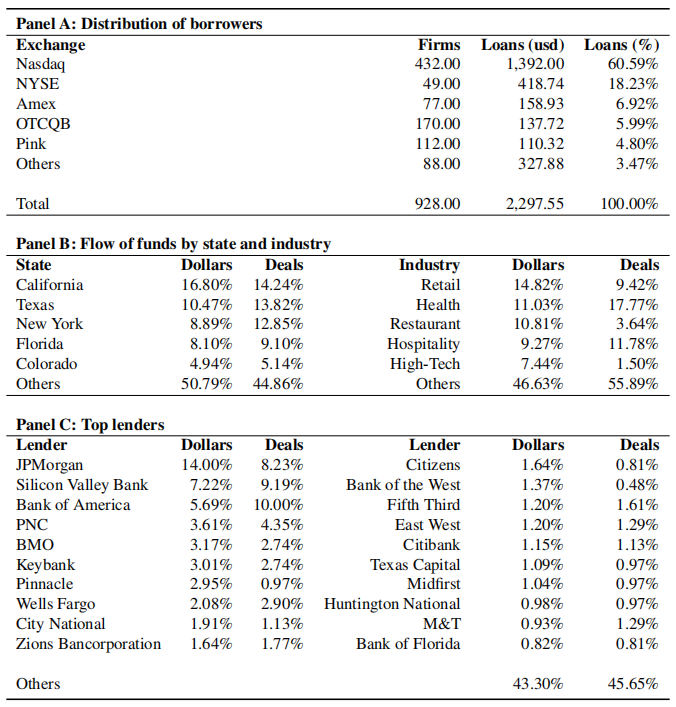 Panel A: Distribution of borrowers
Exchange Firms Loans (usd) Loans (%)
Nasdaq 432.00 1,392.00 60.59%
NYSE 49.00 418.74 18.23%
Amex 77.00 158.93 6.92%
OTCQB 170.00 137.72 5.99%
Pink 112.00 110.32 4.80%
Others 88.00 327.88 3.47%
Total 928.00 2,297.55 100.00%
Panel B: Flow of funds by state and industry
State Dollars Deals Industry Dollars Deals
California 16.80% 14.24% Retail 14.82% 9.42%
Texas 10.47% 13.82% Health 11.03% 17.77%
New York 8.89% 12.85% Restaurant 10.81% 3.64%
Florida 8.10% 9.10% Hospitality 9.27% 11.78%
Colorado 4.94% 5.14% High-Tech 7.44% 1.50%
Others 50.79% 44.86% Others 46.63% 55.89%
Panel C: Top lenders
Lender Dollars Deals Lender Dollars Deals
JPMorgan 14.00% 8.23% Citizens 1.64% 0.81%
Silicon Valley Bank 7.22% 9.19% Bank of the West 1.37% 0.48%
Bank of America 5.69% 10.00% Fifth Third 1.20% 1.61%
PNC 3.61% 4.35% East West 1.20% 1.29%
BMO 3.17% 2.74% Citibank 1.15% 1.13%
Keybank 3.01% 2.74% Texas Capital 1.09% 0.97%
Pinnacle 2.95% 0.97% Midfirst 1.04% 0.97%
Wells Fargo 2.08% 2.90% Huntington National 0.98% 0.97%
City National 1.91% 1.13% M&T 0.93% 1.29%
Zions Bancorporation 1.64% 1.77% Bank of Florida 0.82% 0.81%
Others 43.30% 45.65%